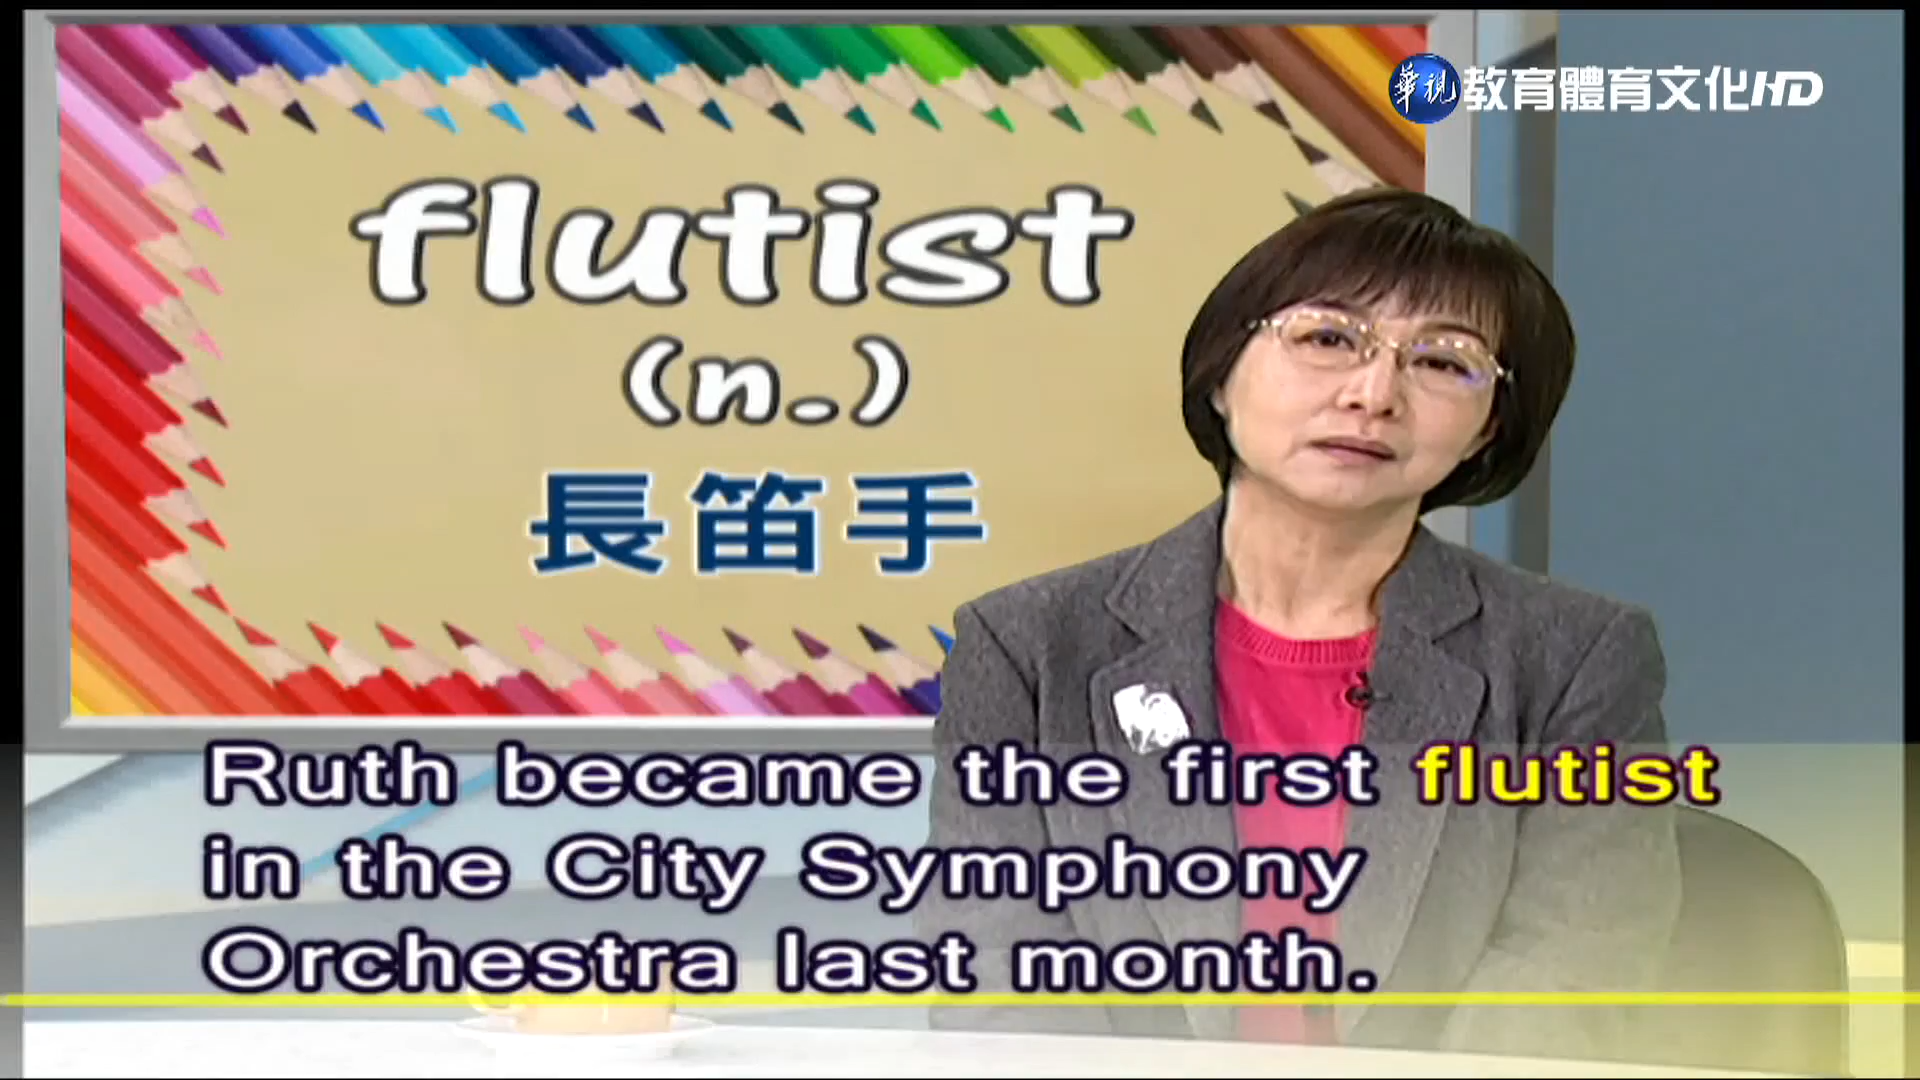 華視 教育體育文化HD
flutist
(n.)
長笛手
Ruth became the first flutist
in the City Symphony
Orchestra last month.